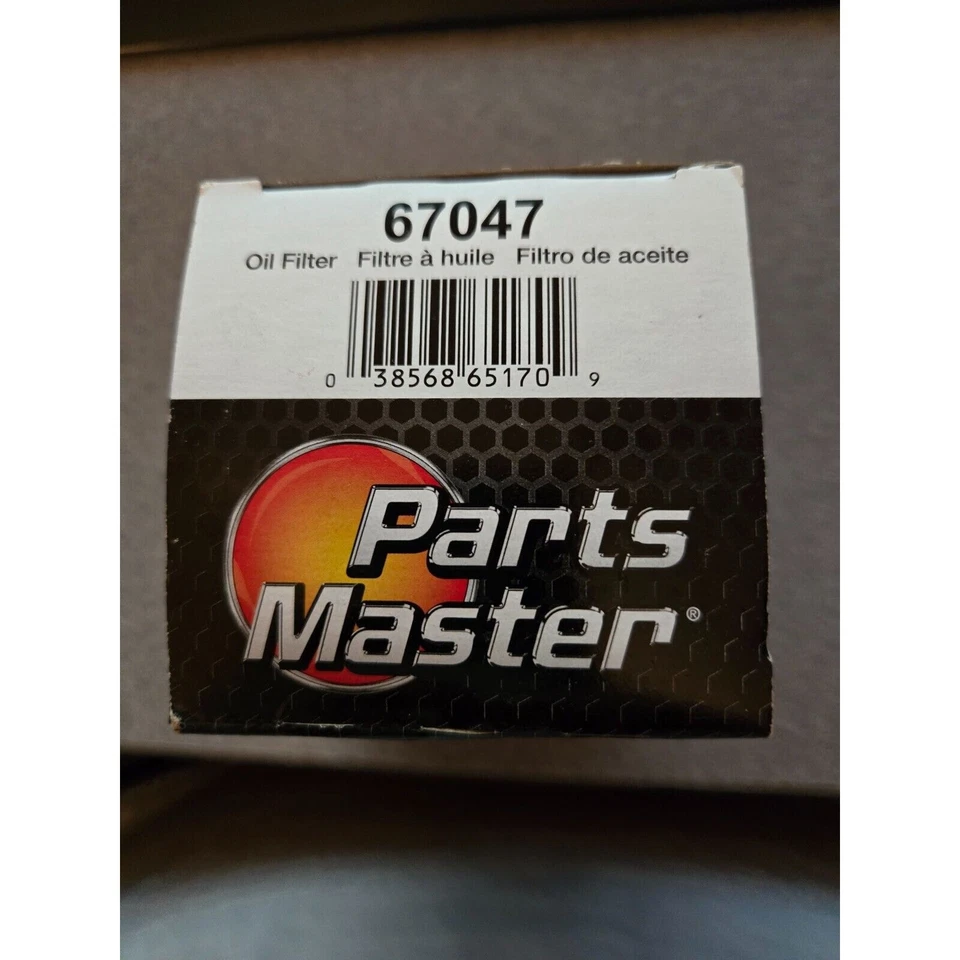 67047
Oil Filter Filtre à huile Filtro de aceite
0 38568 65170 9
Parts
Master®